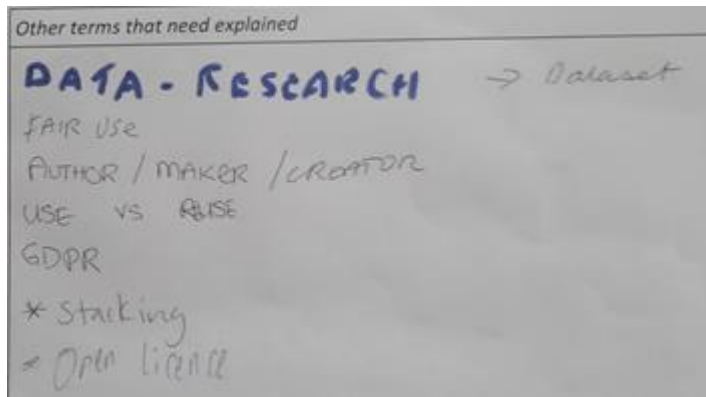 Other terms that need explained
DATA - RESEARCH → Dataset
FAIR USE
AUTHOR / MAKER / CREATOR
USE VS REUSE
GDPR
* Stacking
* Open licence